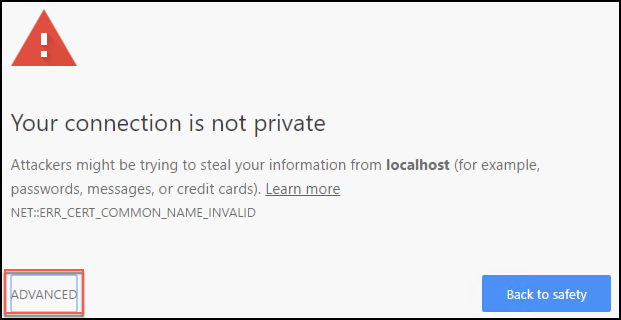 Your connection is not private
Attackers might be trying to steal your information from localhost (for example,
passwords, messages, or credit cards). Learn more
NET::ERR_CERT_COMMON_NAME_INVALID
ADVANCED
Back to safety